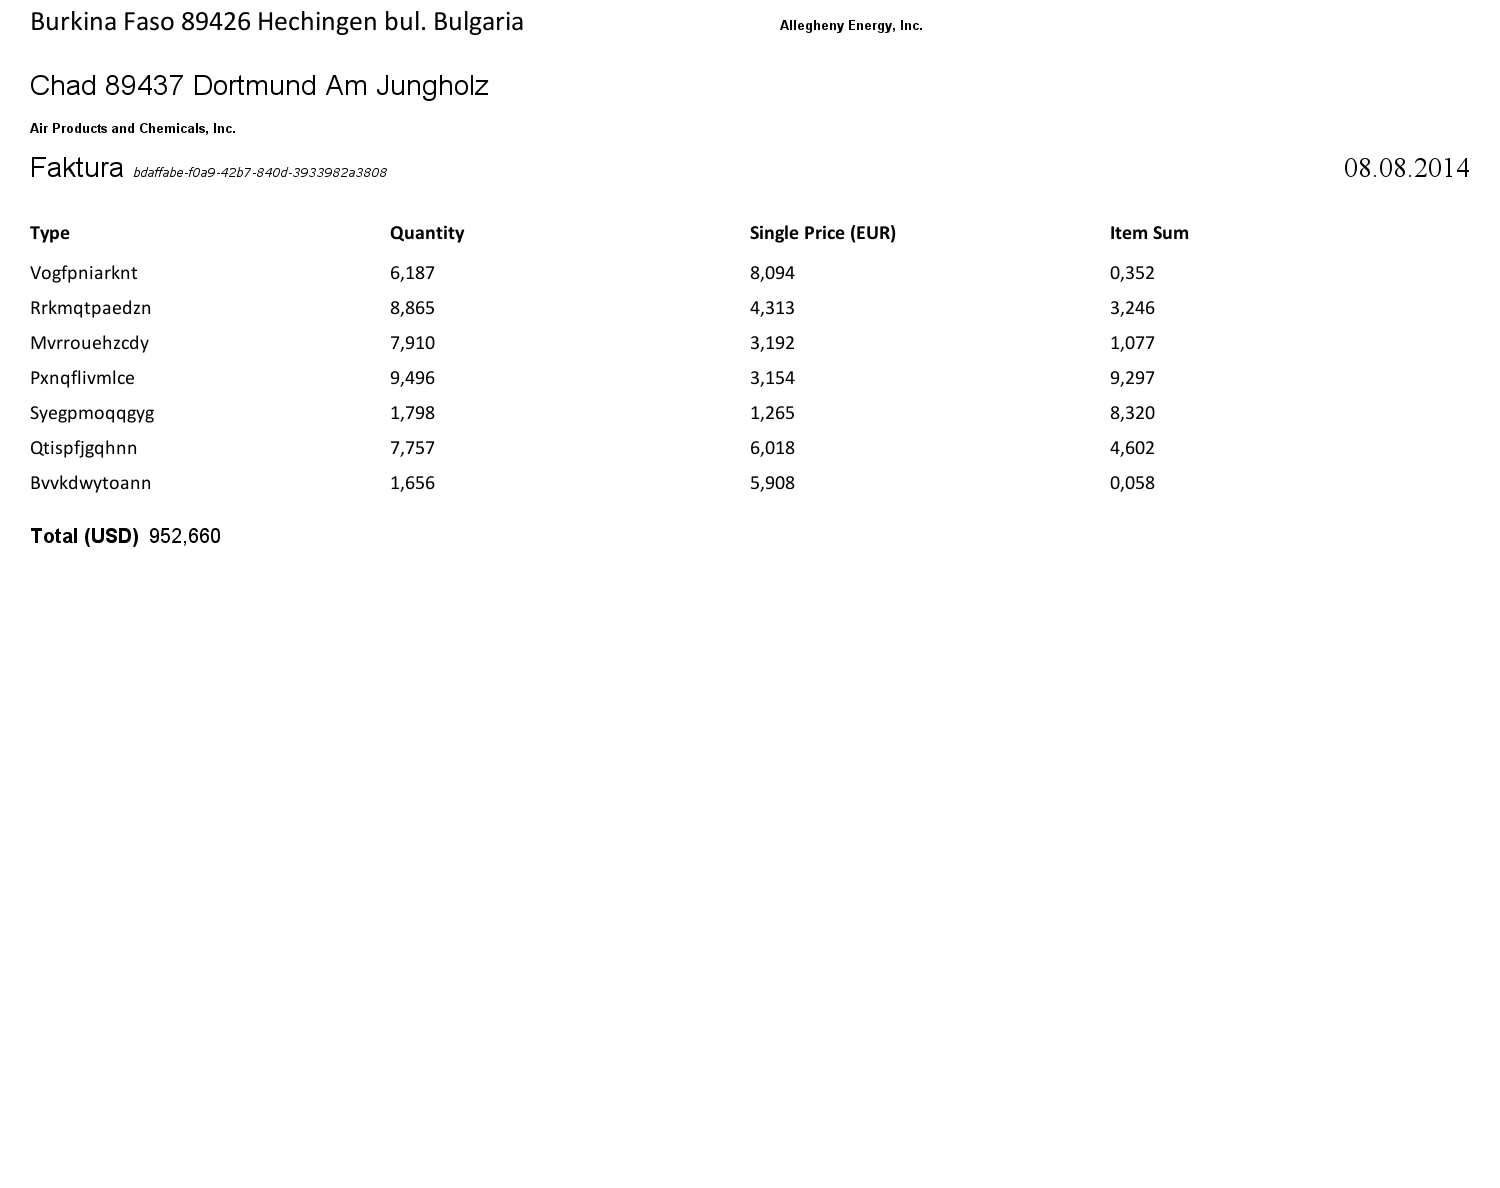 Burkina Faso 89426 Hechingen bul. Bulgaria Allegheny Energy, Inc.
Chad 89437 Dortmund Am Jungholz
Air Products and Chemicals, Inc.
Faktura bdaffabe-f0a9-42b7-840d-3933982a3808 08.08.2014
Type Quantity Single Price (EUR) Item Sum
Vogfpniarknt 6,187 8,094 0,352
Rrkmqtpaedzn 8,865 4,313 3,246
Mvrrouehzcdy 7,910 3,192 1,077
Pxnqflivmlce 9,496 3,154 9,297
Syegpmoqqgyg 1,798 1,265 8,320
Qtispfjgqhnn 7,757 6,018 4,602
Bvvkdwytoann 1,656 5,908 0,058
Total (USD) 952,660